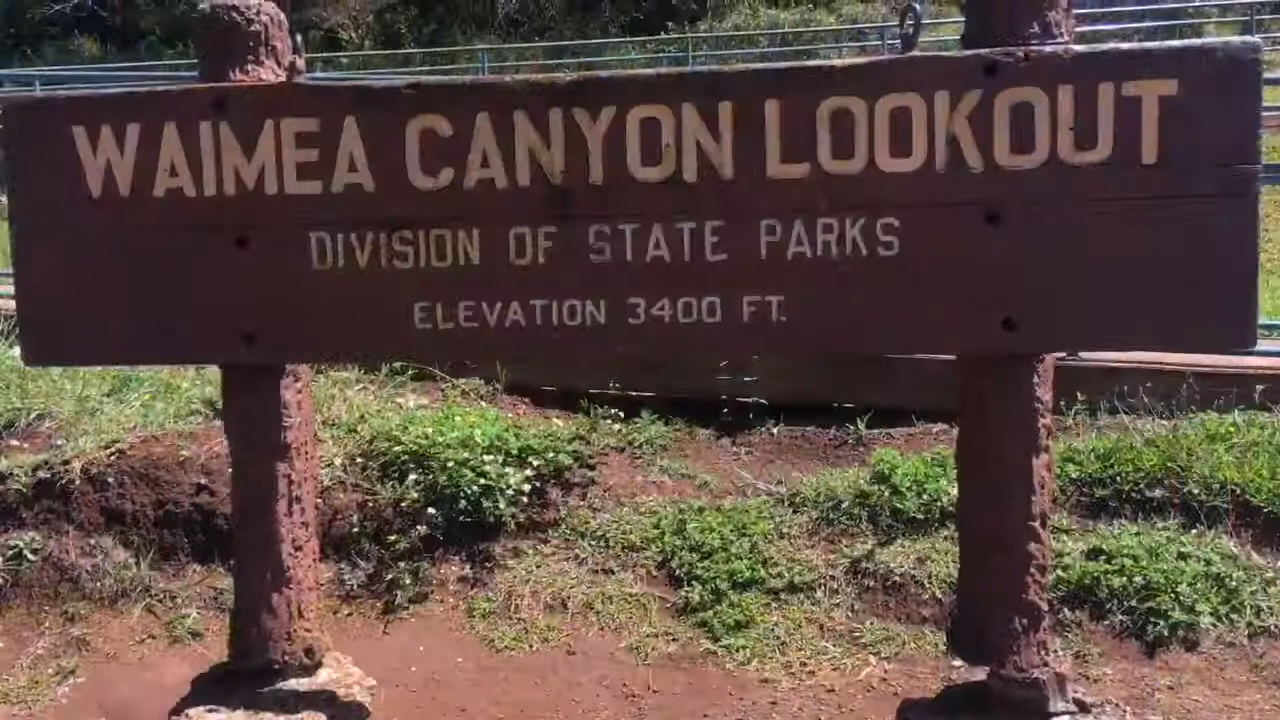 WAIMEA CANYON LOOKOUT
DIVISION OF STATE PARKS
ELEVATION 3400 FT.